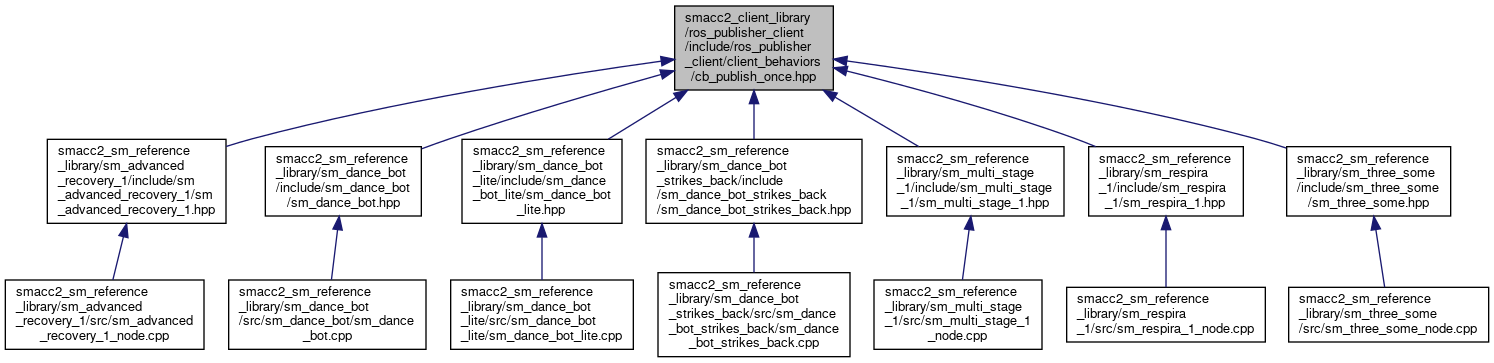 smacc2_client_library
/ros_publisher_client
/include/ros_publisher
_client/client_behaviors
/cb_publish_once.hpp
smacc2_sm_reference
_library/sm_advanced
_recovery_1/include/sm
_advanced_recovery_1/sm
_advanced_recovery_1.hpp
smacc2_sm_reference
_library/sm_dance_bot
/include/sm_dance_bot
/sm_dance_bot.hpp
smacc2_sm_reference
_library/sm_dance_bot
_lite/include/sm_dance
_bot_lite/sm_dance_bot
_lite.hpp
smacc2_sm_reference
_library/sm_dance_bot
_strikes_back/include
/sm_dance_bot_strikes_back
/sm_dance_bot_strikes_back.hpp
smacc2_sm_reference
_library/sm_multi_stage
_1/include/sm_multi_stage
_1/sm_multi_stage_1.hpp
smacc2_sm_reference
_library/sm_respira
_1/include/sm_respira
_1/sm_respira_1.hpp
smacc2_sm_reference
_library/sm_three_some
/include/sm_three_some
/sm_three_some.hpp
smacc2_sm_reference
_library/sm_advanced
_recovery_1/src/sm_advanced
_recovery_1_node.cpp
smacc2_sm_reference
_library/sm_dance_bot
/src/sm_dance_bot/sm_dance
_bot.cpp
smacc2_sm_reference
_library/sm_dance_bot
_lite/src/sm_dance_bot
_lite/sm_dance_bot_lite.cpp
smacc2_sm_reference
_library/sm_dance_bot
_strikes_back/src/sm_dance
_bot_strikes_back/sm_dance
_bot_strikes_back.cpp
smacc2_sm_reference
_library/sm_multi_stage
_1/src/sm_multi_stage_1
_node.cpp
smacc2_sm_reference
_library/sm_respira
_1/src/sm_respira_1_node.cpp
smacc2_sm_reference
_library/sm_three_some
/src/sm_three_some_node.cpp